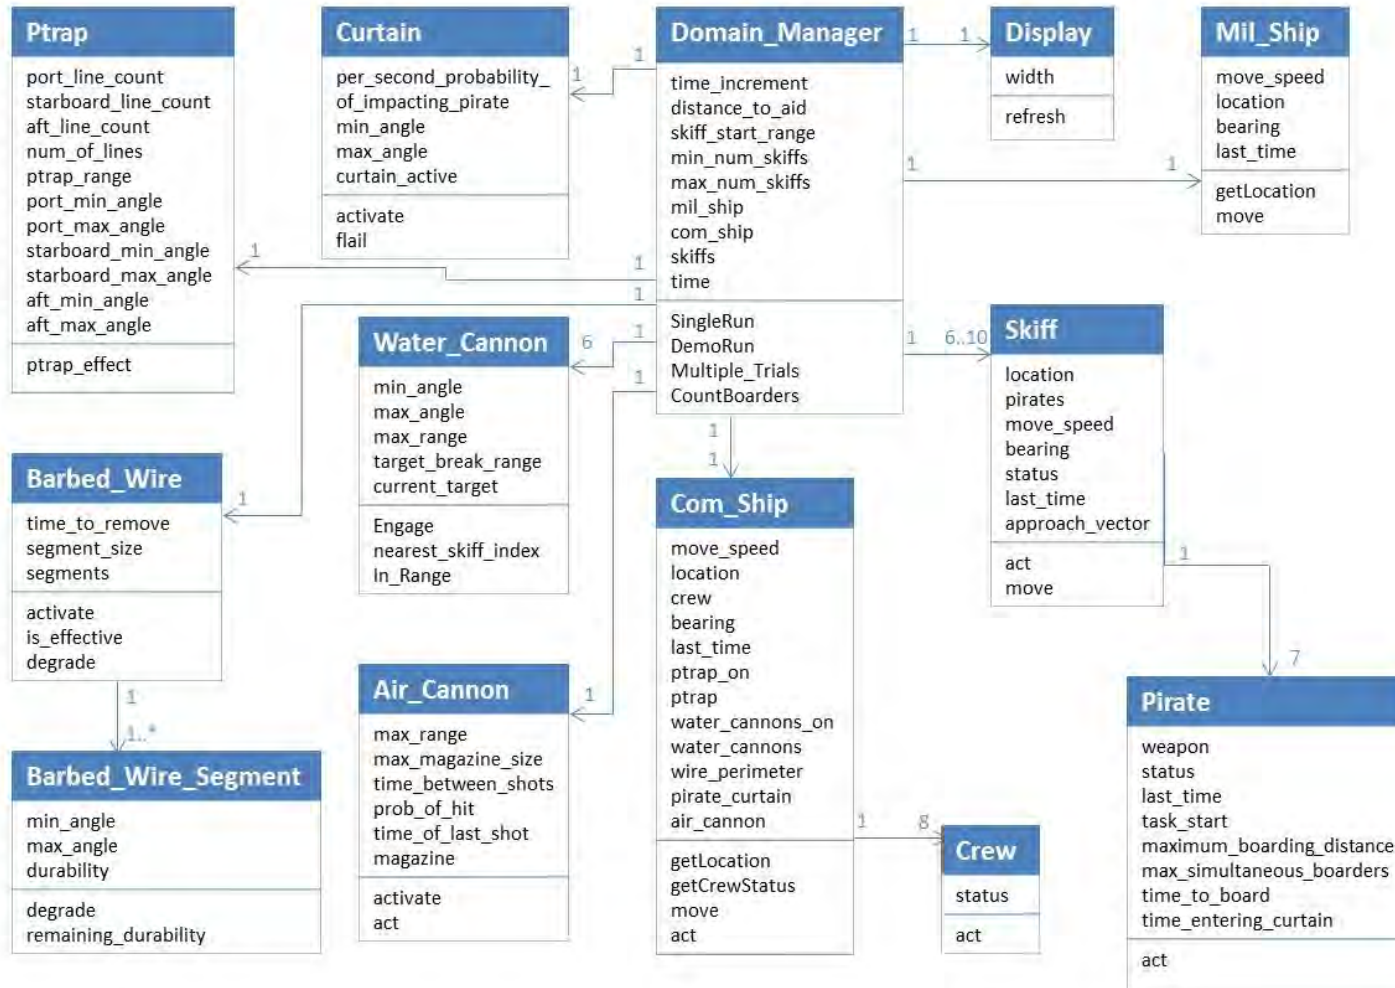 Ptrap
port_line_count
starboard_line_count
aft_line_count
num_of_lines
ptrap_range
port_min_angle
port_max_angle
starboard_min_angle
starboard_max_angle
aft_min_angle
aft_max_angle
ptrap_effect
1
Curtain
per_second_probability_
of_impacting_pirate
min_angle
max_angle
curtain_active
activate
flail
1
1
Domain_Manager
time_increment
distance_to_aid
skiff_start_range
min_num_skiffs
max_num_skiffs
mil_ship
com_ship
skiffs
time
SingleRun
DemoRun
Multiple_Trials
CountBoarders
1
1
1
1
1 1
Display
width
refresh
1 1
Mil_Ship
move_speed
location
bearing
last_time
getLocation
move
Water_Cannon
min_angle
max_angle
max_range
target_break_range
current_target
Engage
nearest_skiff_index
In_Range
6
1 6..10
Skiff
location
pirates
move_speed
bearing
status
last_time
approach_vector
act
move
1
7
Barbed_Wire
time_to_remove
segment_size
segments
activate
is_effective
degrade
1
1
1..*
Barbed_Wire_Segment
min_angle
max_angle
durability
degrade
remaining_durability
Air_Cannon
max_range
max_magazine_size
time_between_shots
prob_of_hit
time_of_last_shot
magazine
activate
act
1
1
1
Com_Ship
move_speed
location
crew
bearing
last_time
ptrap_on
ptrap
water_cannons_on
water_cannons
wire_perimeter
pirate_curtain
air_cannon
getLocation
getCrewStatus
move
act
1 8
Crew
status
act
Pirate
weapon
status
last_time
task_start
maximum_boarding_distance
max_simultaneous_boarders
time_to_board
time_entering_curtain
act